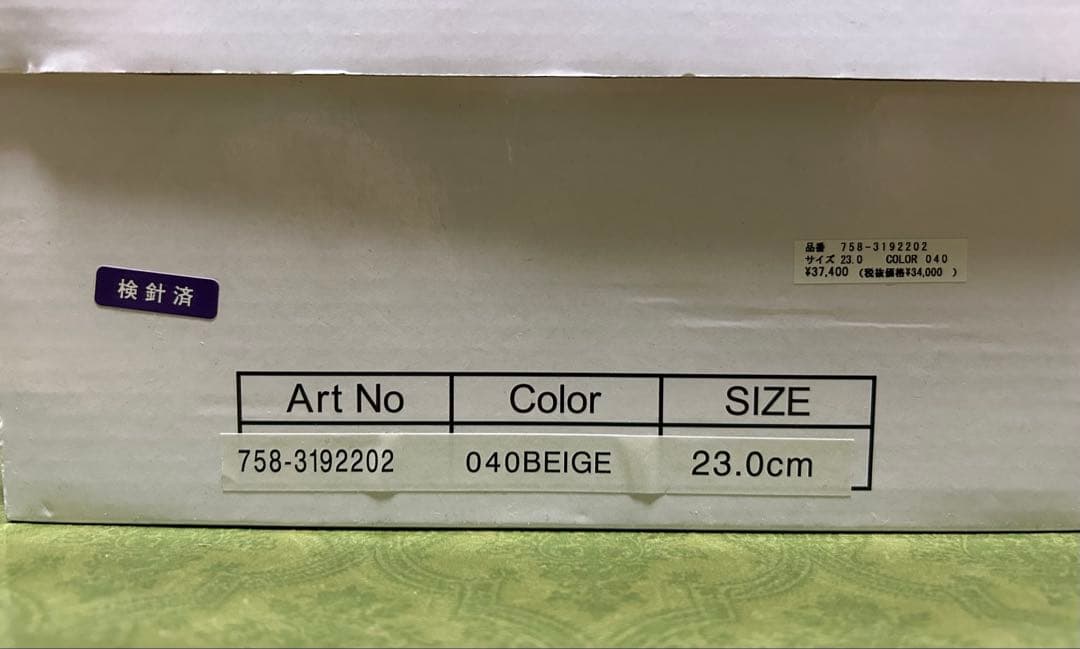 品番 758-3192202
サイズ 23.0 COLOR 040
¥37,400 (税抜価格¥34,000 )
検針済
Art No Color SIZE
758-3192202 040BEIGE 23.0cm